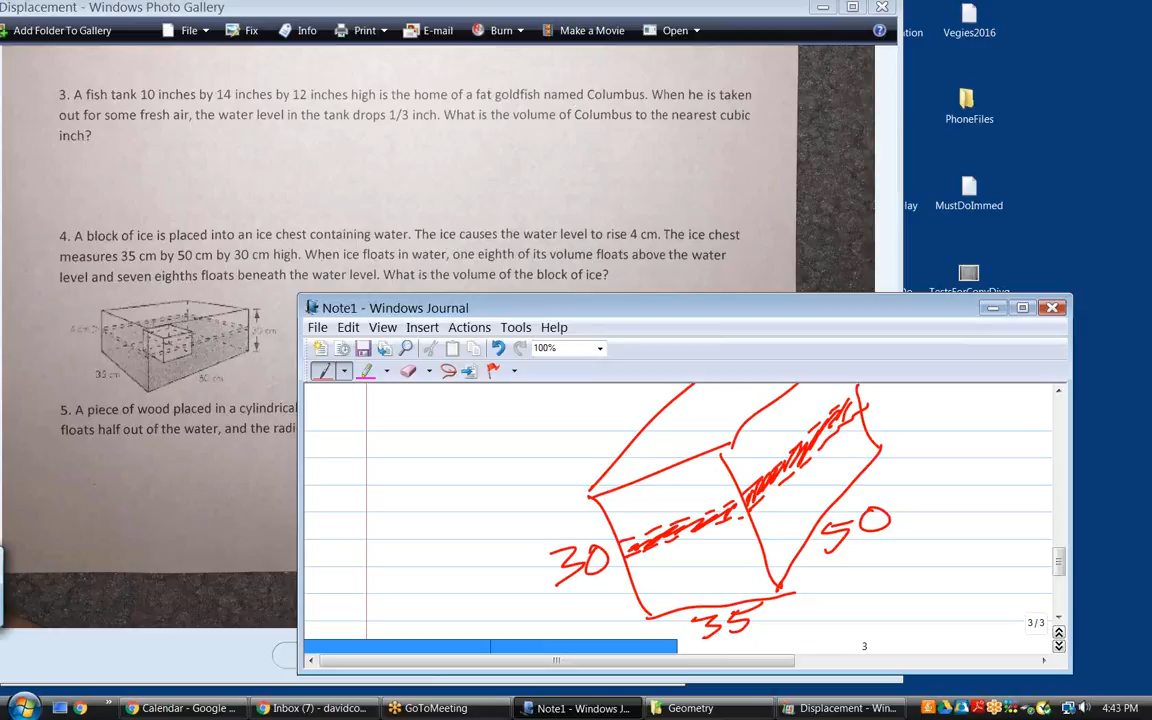 Displacement - Windows Photo Gallery
Add Folder To Gallery File Fix Info Print E-mail Burn Make a Movie Open
3. A fish tank 10 inches by 14 inches by 12 inches high is the home of a fat goldfish named Columbus. When he is taken
out for some fresh air, the water level in the tank drops 1/3 inch. What is the volume of Columbus to the nearest cubic
inch?
4. A block of ice is placed into an ice chest containing water. The ice causes the water level to rise 4 cm. The ice chest
measures 35 cm by 50 cm by 30 cm high. When ice floats in water, one eighth of its volume floats above the water
level and seven eighths floats beneath the water level. What is the volume of the block of ice?
4 cm
30 cm
35 cm
50 cm
5. A piece of wood placed in a cylindrical
floats half out of the water, and the radi
Vegies2016
PhoneFiles
MustDoImmed
Note1 - Windows Journal
File Edit View Insert Actions Tools Help
100%
30
50
35
3/3
3
Calendar - Google ... Inbox (7) - davidco... GoToMeeting Note1 - Windows J... Geometry Displacement - Win... 4:43 PM